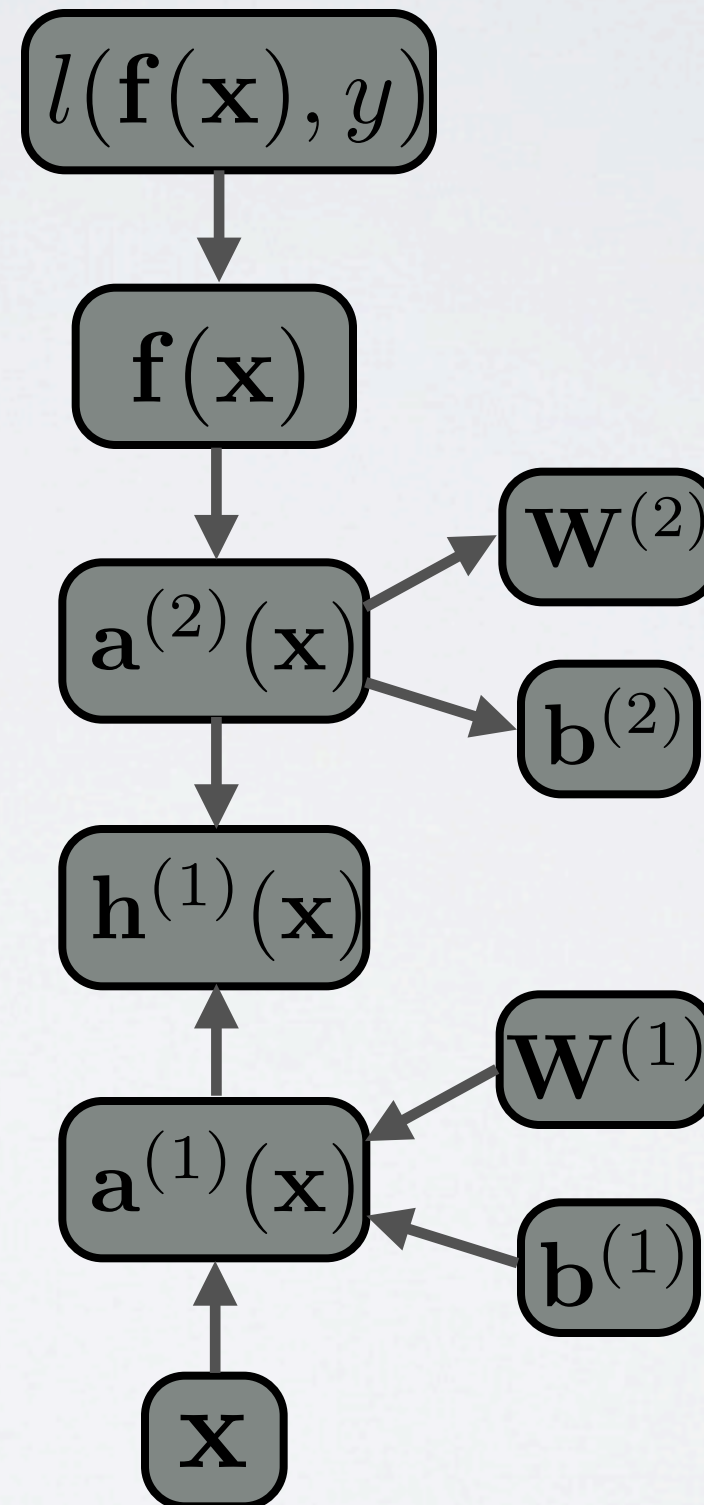 l(f(x), y)
f(x)
W^(2)
a^(2)(x)
b^(2)
h^(1)(x)
W^(1)
a^(1)(x)
b^(1)
x